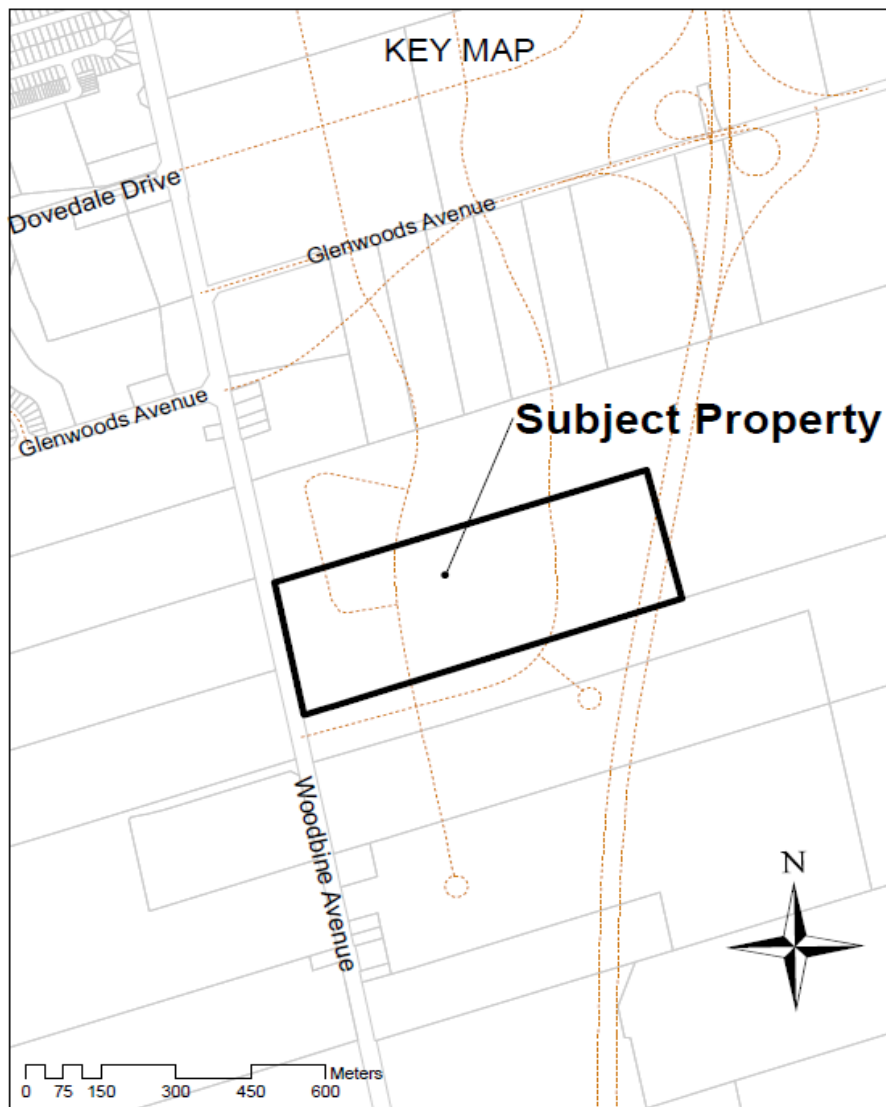 KEY MAP
Dovedale Drive
Glenwoods Avenue
Glenwoods Avenue
Subject Property
Woodbine Avenue
N
Meters
0 75 150 300 450 600